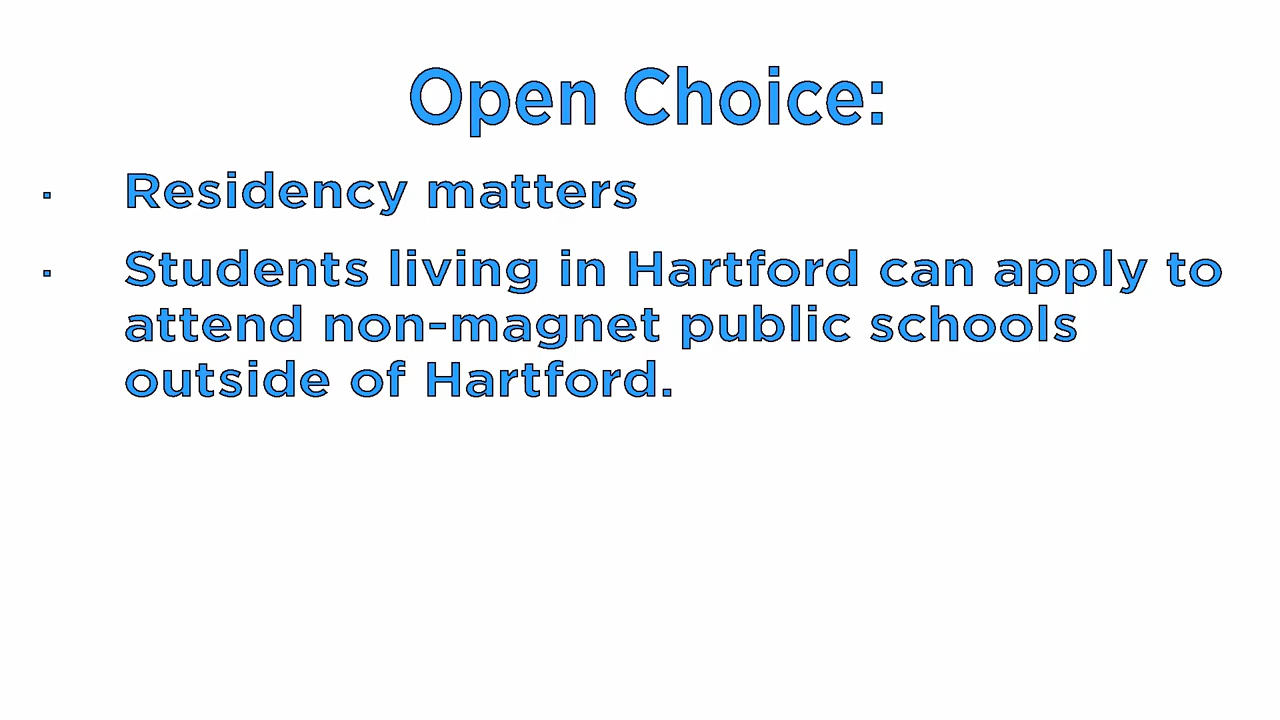 Open Choice:
· Residency matters
· Students living in Hartford can apply to
attend non-magnet public schools
outside of Hartford.